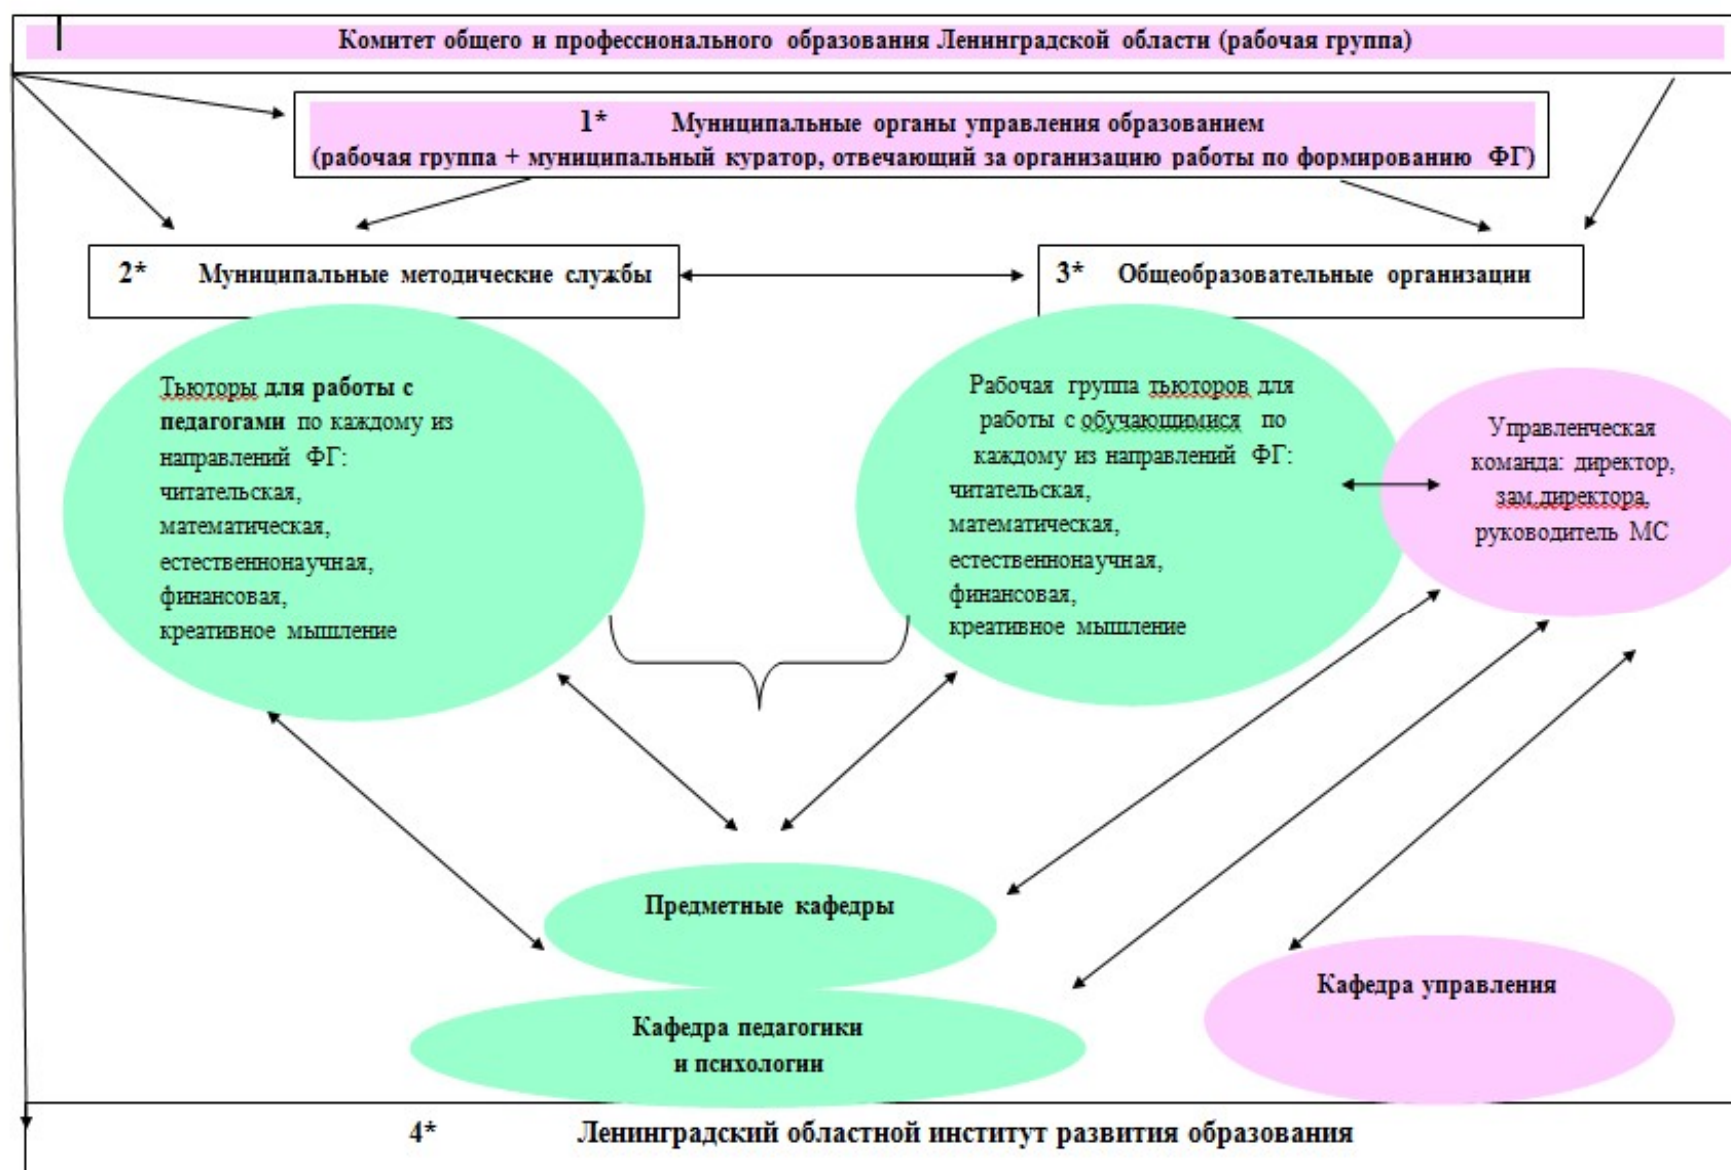 Комитет общего и профессионального образования Ленинградской области (рабочая группа)
1* Муниципальные органы управления образованием
(рабочая группа + муниципальный куратор, отвечающий за организацию работы по формированию ФГ)
2* Муниципальные методические службы
3* Общеобразовательные организации
Тьюторы для работы с
педагогами по каждому из
направлений ФГ:
читательская,
математическая,
естественнонаучная,
финансовая,
креативное мышление
Рабочая группа тьюторов для
работы с обучающимися по
каждому из направлений ФГ:
читательская,
математическая,
естественнонаучная,
финансовая,
креативное мышление
Управленческая
команда: директор,
зам.директора,
руководитель МС
Предметные кафедры
Кафедра педагогики
и психологии
Кафедра управления
4* Ленинградский областной институт развития образования